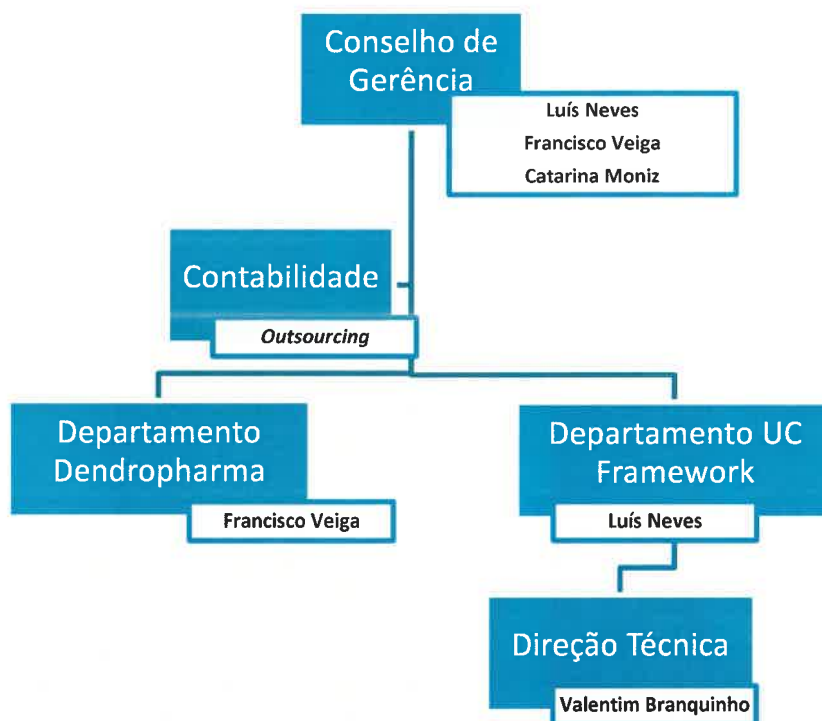 Conselho de
Gerência
Luís Neves
Francisco Veiga
Catarina Moniz
Contabilidade
Outsourcing
Departamento
Dendropharma
Francisco Veiga
Departamento UC
Framework
Luís Neves
Direção Técnica
Valentim Branquinho